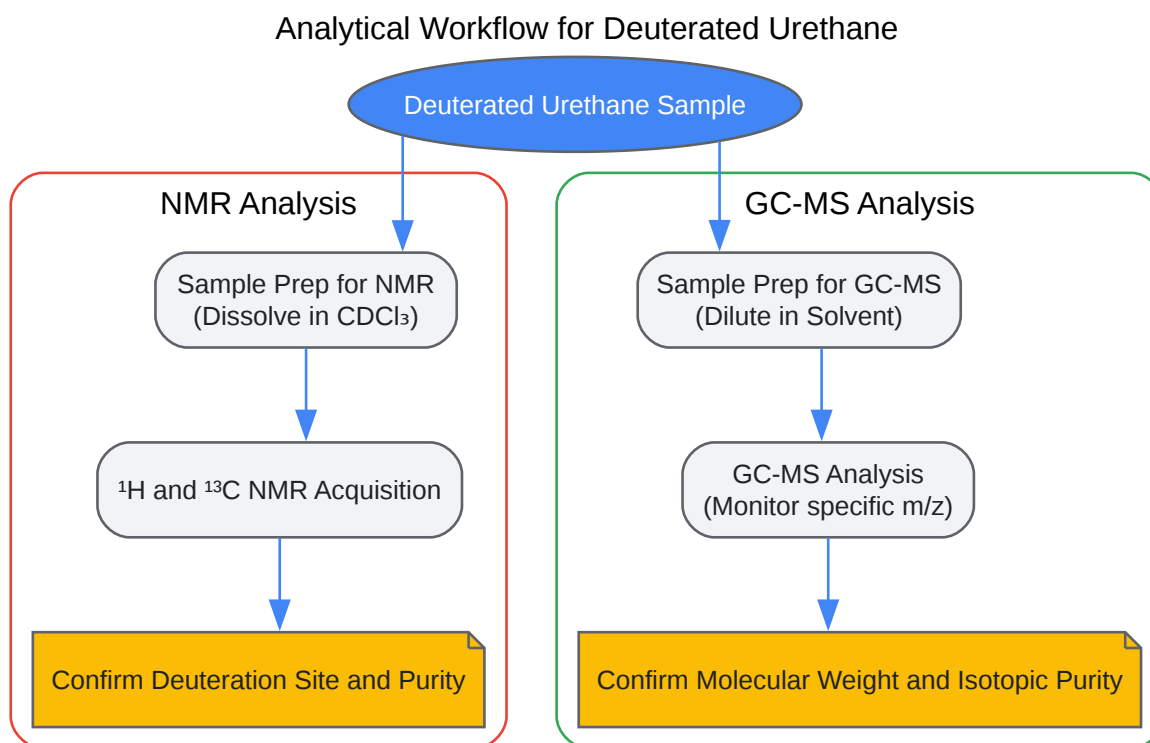 Analytical Workflow for Deuterated Urethane
Deuterated Urethane Sample
NMR Analysis
Sample Prep for NMR
(Dissolve in CDCl₃)
¹H and ¹³C NMR Acquisition
Confirm Deuteration Site and Purity
GC-MS Analysis
Sample Prep for GC-MS
(Dilute in Solvent)
GC-MS Analysis
(Monitor specific m/z)
Confirm Molecular Weight and Isotopic Purity